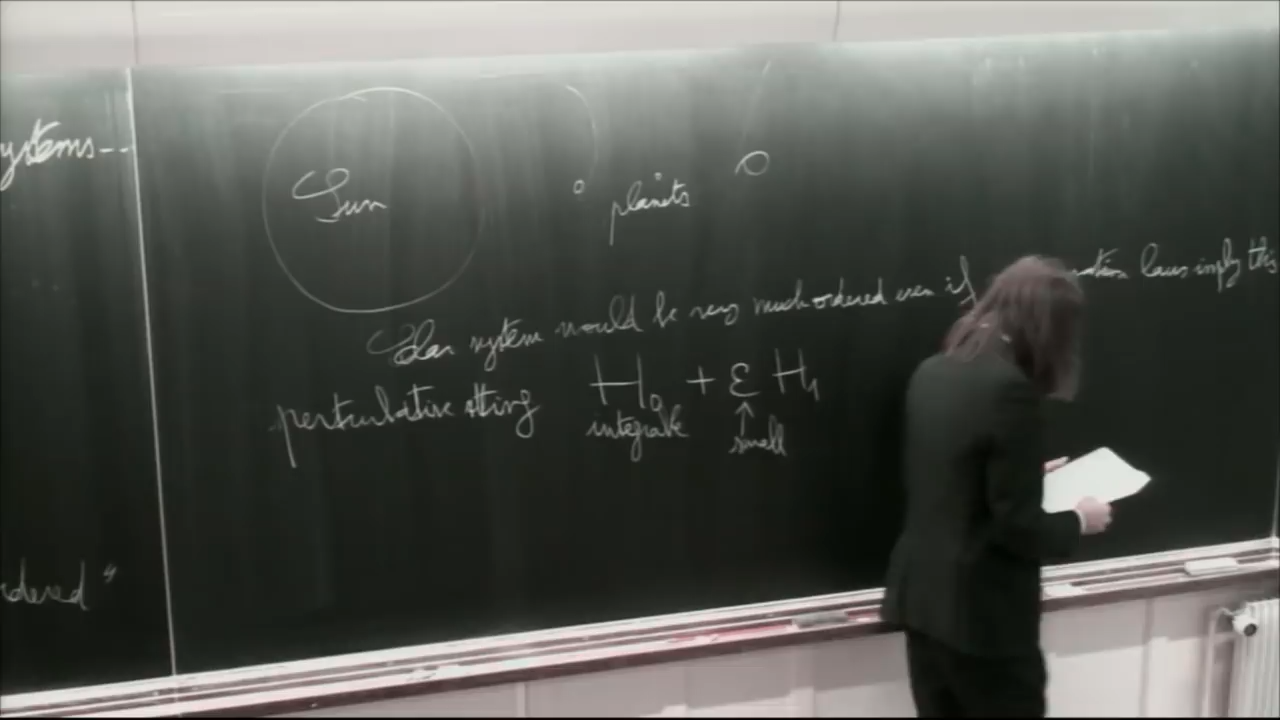 ystems--
Sun
planets
Solar system would be very much ordered even if laws imply this
perturbative setting H₀ + ε H₁
integrable small
dered"